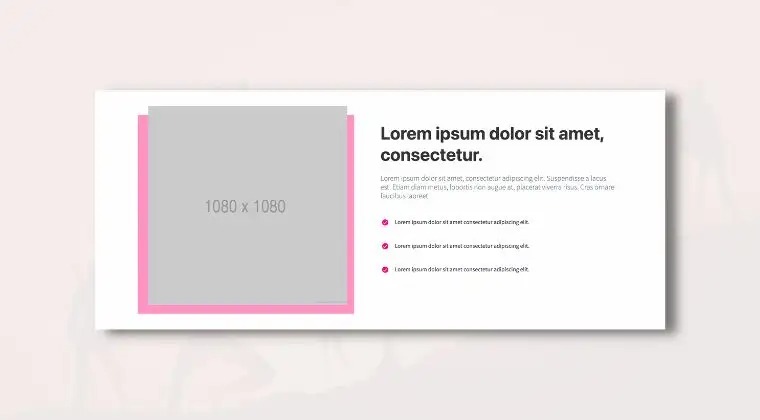 1080 x 1080
Lorem ipsum dolor sit amet,
consectetur.
Lorem ipsum dolor sit amet, consectetur adipiscing elit. Suspendisse a lacus
est. Etiam diam metus, lobortis non augue at, placerat viverra risus. Cras ornare
faucibus laoreet
Lorem ipsum dolor sit amet consectetur adipiscing elit.
Lorem ipsum dolor sit amet consectetur adipiscing elit.
Lorem ipsum dolor sit amet consectetur adipiscing elit.